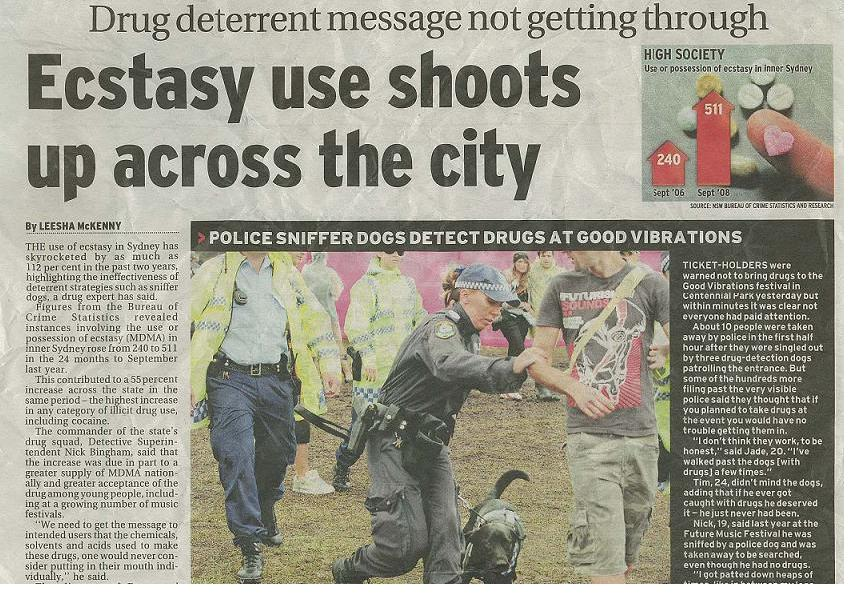 Drug deterrent message not getting through
Ecstasy use shoots
up across the city
HIGH SOCIETY
Use or possession of ecstasy in inner Sydney
240
511
Sept '06 Sept '08
SOURCE: NSW BUREAU OF CRIME STATISTICS AND RESEARCH
By LEESHA McKENNY
THE use of ecstasy in Sydney has
skyrocketed by as much as
112 per cent in the past two years,
highlighting the ineffectiveness of
deterrent strategies such as sniffer
dogs, a drug expert has said.
Figures from the Bureau of
Crime Statistics revealed
instances involving the use or
possession of ecstasy (MDMA) in
inner Sydney rose from 240 to 511
in the 24 months to September
last year.
This contributed to a 55 percent
increase across the state in the
same period – the highest increase
in any category of illicit drug use,
including cocaine.
The commander of the state's
drug squad, Detective Superin-
tendent Nick Bingham, said that
the increase was due in part to a
greater supply of MDMA nation-
ally and greater acceptance of the
drug among young people, includ-
ing at a growing number of music
festivals.
"We need to get the message to
intended users that the chemicals,
solvents and acids used to make
these drugs, one would never con-
sider putting in their mouth indi-
vidually," he said.
> POLICE SNIFFER DOGS DETECT DRUGS AT GOOD VIBRATIONS
FUTURISM
SOUNDS
TICKET-HOLDERS were
warned not to bring drugs to the
Good Vibrations festival in
Centennial Park yesterday but
within minutes it was clear not
everyone had paid attention.
About 10 people were taken
away by police in the first half
hour after they were singled out
by three drug-detection dogs
patrolling the entrance. But
some of the hundreds more
filing past the very visible
police said they thought that if
you planned to take drugs at
the event you would have no
trouble getting them in.
"I don't think they work, to be
honest," said Jade, 20. "I've
walked past the dogs [with
drugs] a few times."
Tim, 24, didn't mind the dogs,
adding that if he ever got
caught with drugs he deserved
it – he just never had been.
Nick, 19, said last year at the
Future Music Festival he was
sniffed by a police dog and was
taken away to be searched,
even though he had no drugs.
"I got patted down heaps of